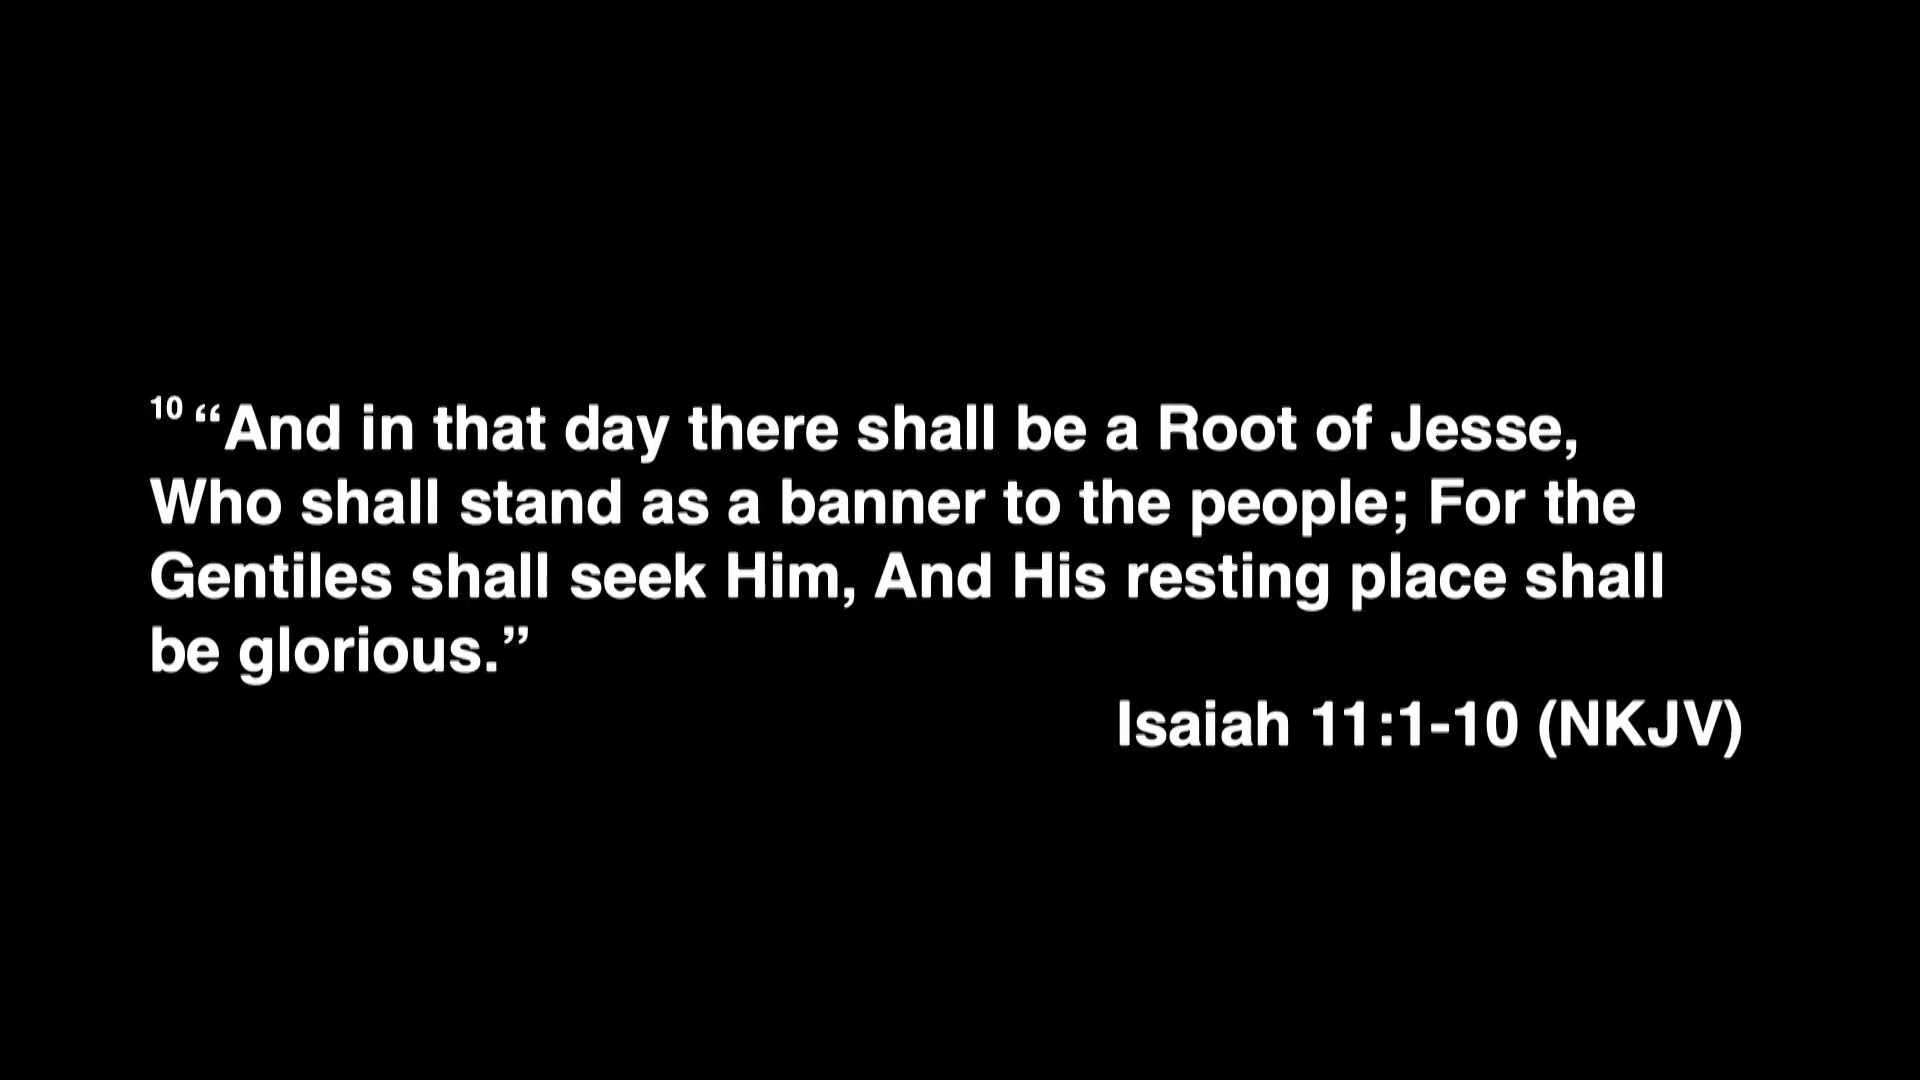 10 “And in that day there shall be a Root of Jesse,
Who shall stand as a banner to the people; For the
Gentiles shall seek Him, And His resting place shall
be glorious.”
Isaiah 11:1-10 (NKJV)